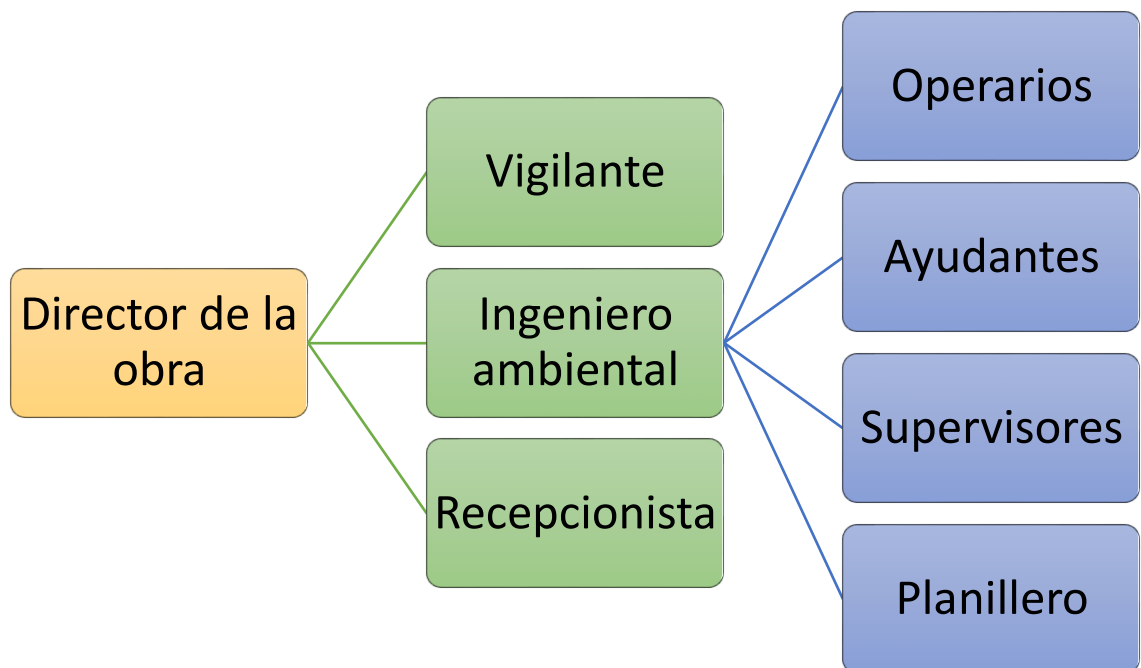 Director de la
obra
Vigilante
Ingeniero
ambiental
Recepcionista
Operarios
Ayudantes
Supervisores
Planillero